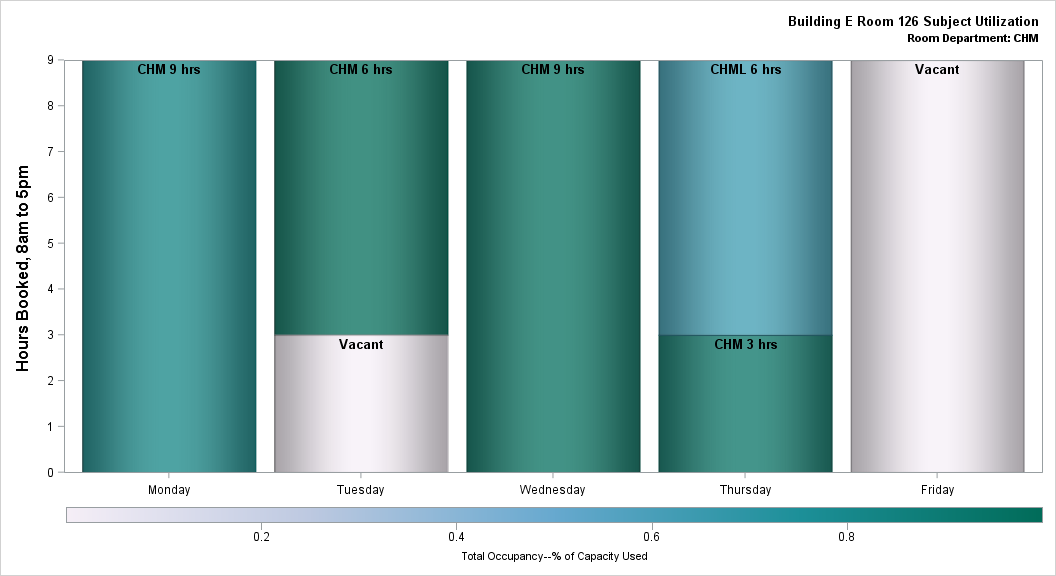 Building E Room 126 Subject Utilization
Room Department: CHM
Hours Booked, 8am to 5pm
9
8
7
6
5
4
3
2
1
0
CHM 9 hrs
CHM 6 hrs
CHM 9 hrs
CHML 6 hrs
Vacant
Vacant
CHM 3 hrs
Monday
Tuesday
Wednesday
Thursday
Friday
0.2
0.4
0.6
0.8
Total Occupancy--% of Capacity Used